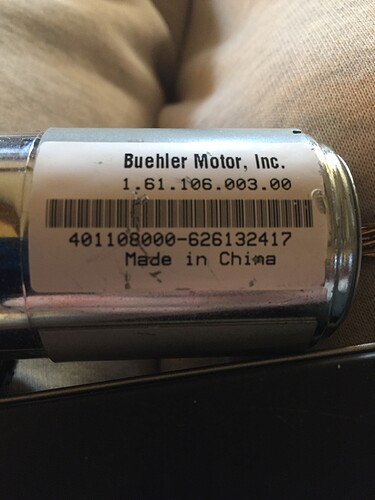 Buehler Motor, Inc.
1.61.106.003.00
401108000-626132417
Made in China